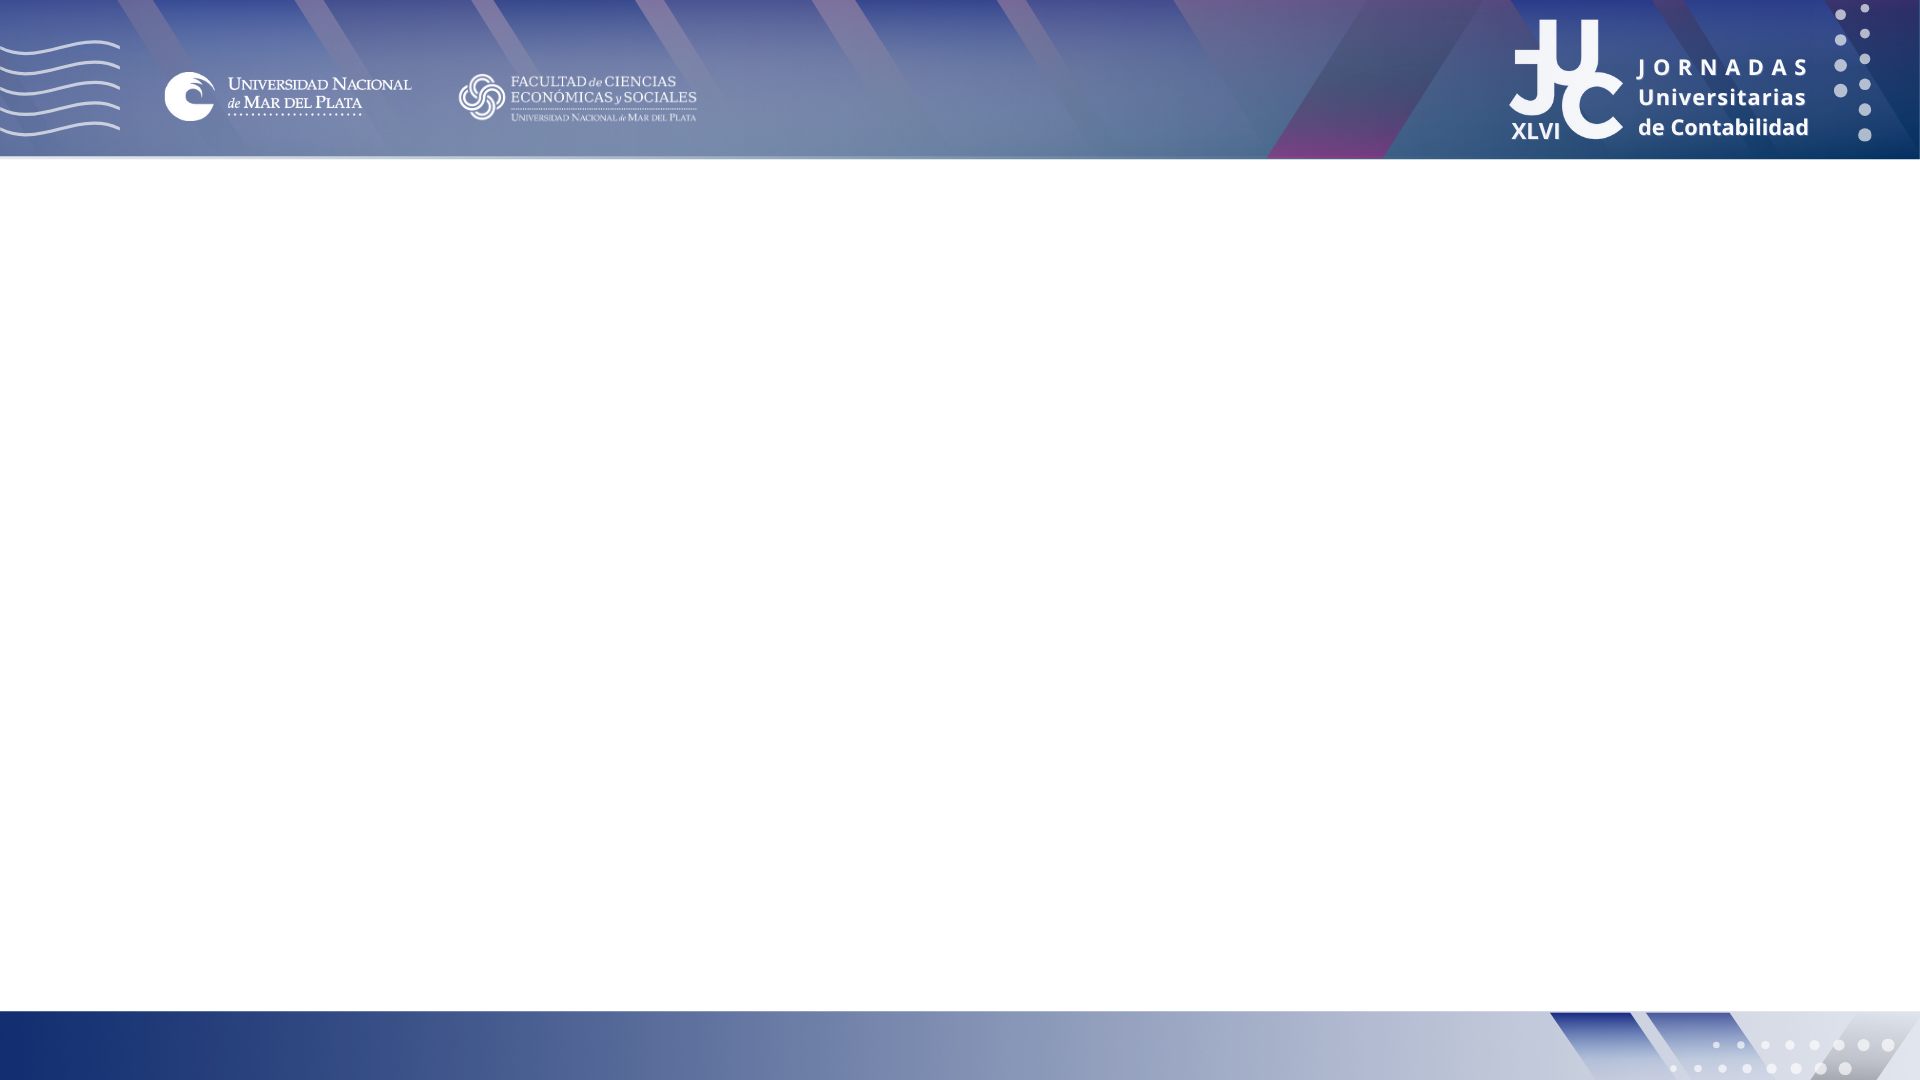 UNIVERSIDAD NACIONAL
de MAR DEL PLATA
FACULTAD de CIENCIAS
ECONÓMICAS y SOCIALES
UNIVERSIDAD NACIONAL de MAR DEL PLATA
JUC
XLVI
JORNADAS
Universitarias
de Contabilidad